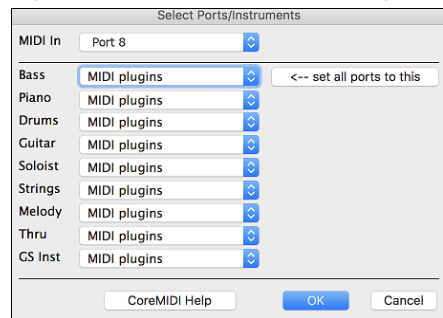 Select Ports/Instruments
MIDI In Port 8
Bass MIDI plugins <-- set all ports to this
Piano MIDI plugins
Drums MIDI plugins
Guitar MIDI plugins
Soloist MIDI plugins
Strings MIDI plugins
Melody MIDI plugins
Thru MIDI plugins
GS Inst MIDI plugins
CoreMIDI Help OK Cancel